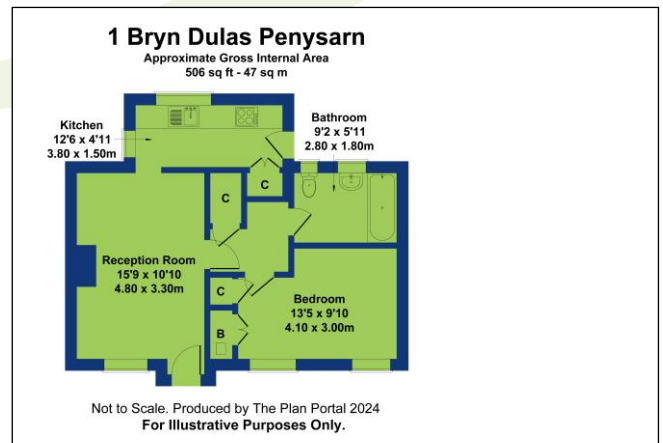 1 Bryn Dulas Penysarn
Approximate Gross Internal Area
506 sq ft - 47 sq m
Kitchen
12'6 x 4'11
3.80 x 1.50m
Bathroom
9'2 x 5'11
2.80 x 1.80m
C
C
Reception Room
15'9 x 10'10
4.80 x 3.30m
C
B
Bedroom
13'5 x 9'10
4.10 x 3.00m
Not to Scale. Produced by The Plan Portal 2024
For Illustrative Purposes Only.